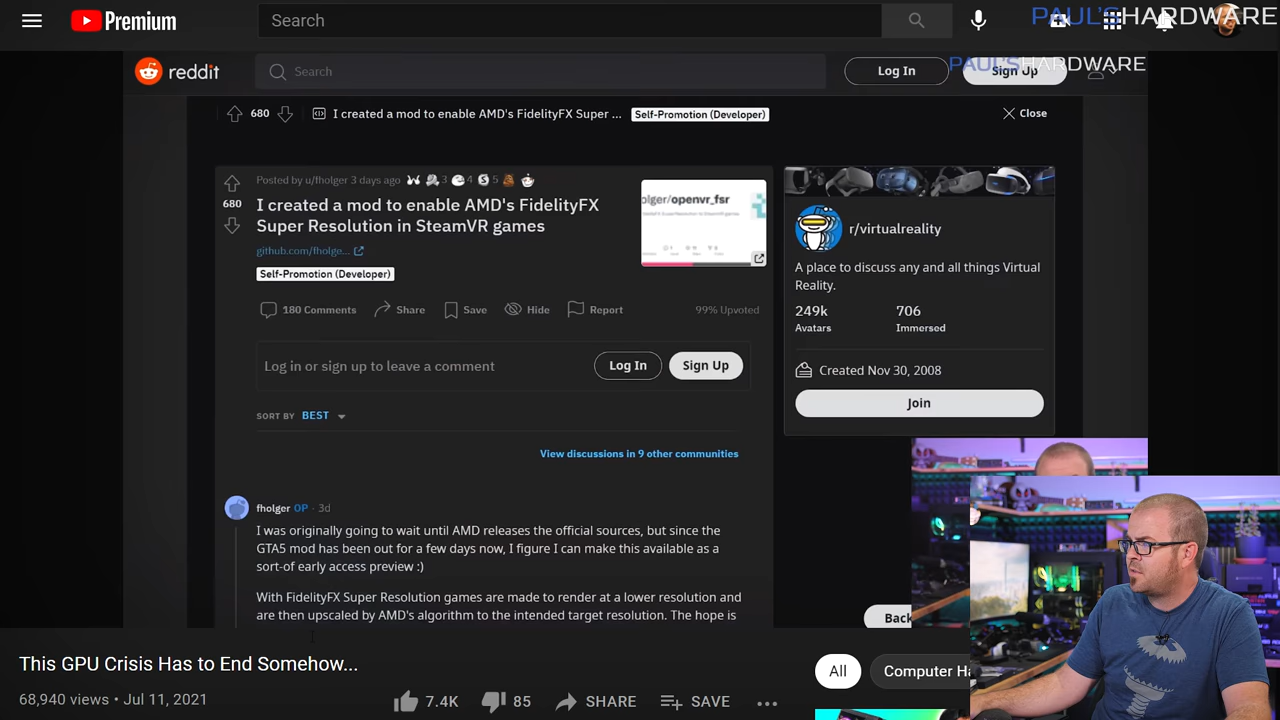 Premium
Search
PAUL'SHARDWARE
reddit
Search
Log In
Sign Up
PAUL'SHARDWARE
680
I created a mod to enable AMD's FidelityFX Super ...
Self-Promotion (Developer)
Close
Posted by u/fholger 3 days ago
3
4
5
680
I created a mod to enable AMD's FidelityFX
Super Resolution in SteamVR games
github.com/fholge...
Self-Promotion (Developer)
olger/openvr_fsr
180 Comments
Share
Save
Hide
Report
99% Upvoted
Log in or sign up to leave a comment
Log In
Sign Up
SORT BY BEST
View discussions in 9 other communities
fholger OP · 3d
I was originally going to wait until AMD releases the official sources, but since the
GTA5 mod has been out for a few days now, I figure I can make this available as a
sort-of early access preview :)
With FidelityFX Super Resolution games are made to render at a lower resolution and
are then upscaled by AMD's algorithm to the intended target resolution. The hope is
r/virtualreality
A place to discuss any and all things Virtual
Reality.
249k
706
Avatars
Immersed
Created Nov 30, 2008
Join
Back
This GPU Crisis Has to End Somehow...
68,940 views • Jul 11, 2021
7.4K
85
SHARE
SAVE
All
Computer Ha